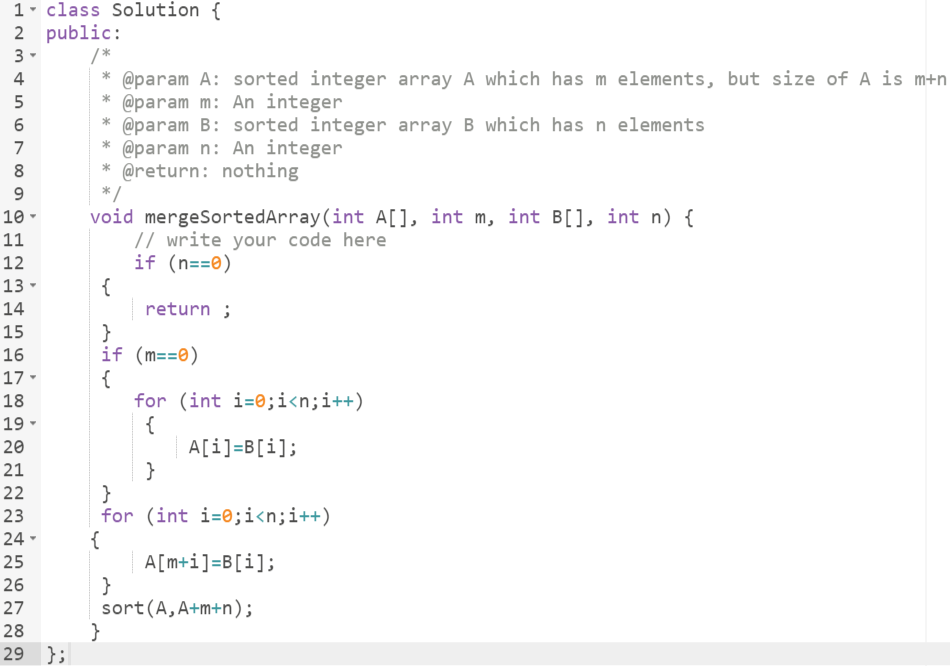 1 class Solution {
2 public:
3     /*
4      * @param A: sorted integer array A which has m elements, but size of A is m+n
5      * @param m: An integer
6      * @param B: sorted integer array B which has n elements
7      * @param n: An integer
8      * @return: nothing
9      */
10     void mergeSortedArray(int A[], int m, int B[], int n) {
11         // write your code here
12         if (n==0)
13      {
14          return ;
15      }
16      if (m==0)
17      {
18         for (int i=0;i<n;i++)
19          {
20              A[i]=B[i];
21          }
22      }
23      for (int i=0;i<n;i++)
24     {
25          A[m+i]=B[i];
26      }
27      sort(A,A+m+n);
28     }
29 };